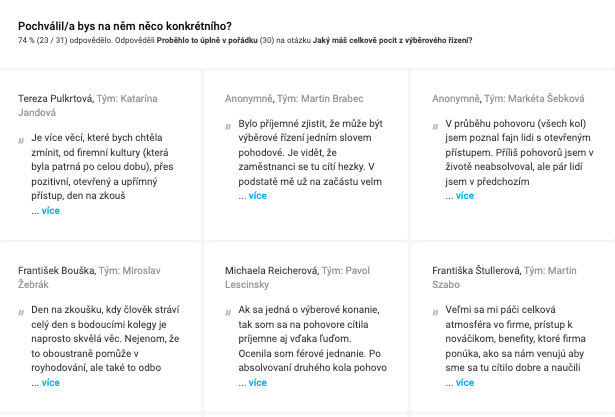 Pochválil/a bys na něm něco konkrétního?
74 % (23 / 31) odpovědělo. Odpověděli Proběhlo to úplně v pořádku (30) na otázku Jaký máš celkově pocit z výběrového řízení?
Tereza Pulkrtová, Tým: Katarína
Jandová
„ Je více věcí, které bych chtěla
zmínit, od firemní kultury (která
byla patrná po celou dobu), přes
pozitivní, otevřený a upřímný
přístup, den na zkouš
... více
Anonymně, Tým: Martin Brabec
„ Bylo příjemné zjistit, že může být
výběrové řízení jedním slovem
pohodové. Je vidět, že
zaměstnanci se tu cítí hezky. V
podstatě mě už na začástu velm
... více
Anonymně, Tým: Markéta Šebková
„ V průběhu pohovoru (všech kol)
jsem poznal fajn lidi s otevřeným
přístupem. Příliš pohovorů jsem v
životě neabsolvoval, ale pár lidí
jsem v předchozím
... více
František Bouška, Tým: Miroslav
Žebrák
„ Den na zkoušku, kdy člověk stráví
celý den s bodoucími kolegy je
naprosto skvělá věc. Nejenom, že
to oboustraně pomůže v
royhodování, ale také to odbo
... více
Michaela Reicherová, Tým: Pavol
Lescinsky
„ Ak sa jedná o výberové konanie,
tak som sa na pohovore cítila
príjemne aj vďaka ľuďom.
Ocenila som férové jednanie. Po
absolvovaní druhého kola pohovo
... více
Františka Štullerová, Tým: Martin
Szabo
„ Veľmi sa mi páči celková
atmosféra vo firme, prístup k
nováčikom, benefity, ktoré firma
ponúka, ako sa nám venujú aby
sme sa tu cítilo dobre a naučili
... více